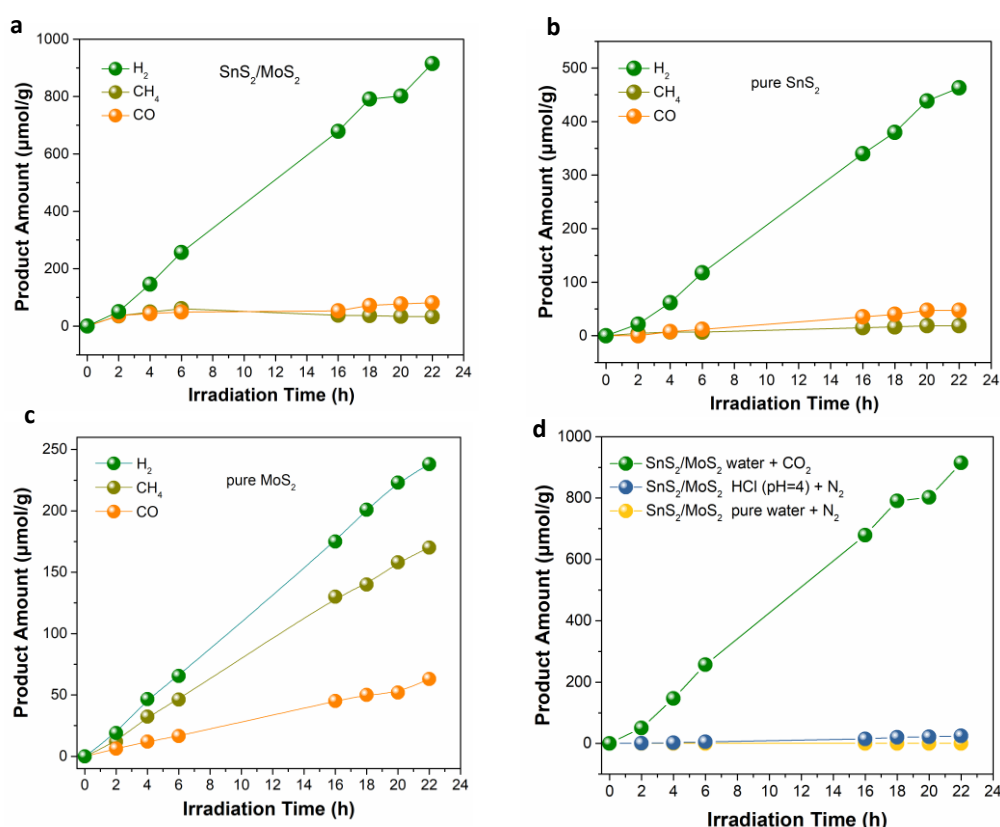 a
SnS₂/MoS₂
H₂
CH₄
CO
1000
800
600
400
200
0
0 2 4 6 8 10 12 14 16 18 20 22 24
Product Amount (μmol/g)
Irradiation Time (h)
b
pure SnS₂
H₂
CH₄
CO
500
400
300
200
100
0
0 2 4 6 8 10 12 14 16 18 20 22 24
Product Amount (μmol/g)
Irradiation Time (h)
c
pure MoS₂
H₂
CH₄
CO
250
200
150
100
50
0
0 2 4 6 8 10 12 14 16 18 20 22 24
Product Amount (μmol/g)
Irradiation Time (h)
d
SnS₂/MoS₂ water + CO₂
SnS₂/MoS₂ HCl (pH=4) + N₂
SnS₂/MoS₂ pure water + N₂
1000
800
600
400
200
0
0 2 4 6 8 10 12 14 16 18 20 22 24
Product Amount (μmol/g)
Irradiation Time (h)